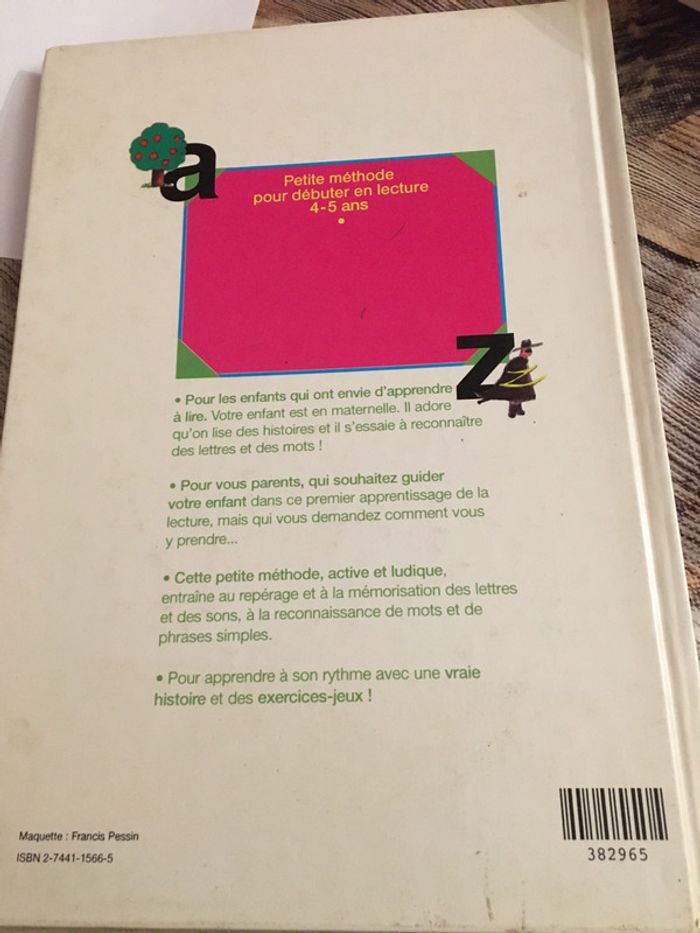 a
Petite méthode
pour débuter en lecture
4-5 ans
•
z
• Pour les enfants qui ont envie d'apprendre
à lire. Votre enfant est en maternelle. Il adore
qu'on lise des histoires et il s'essaie à reconnaître
des lettres et des mots !
• Pour vous parents, qui souhaitez guider
votre enfant dans ce premier apprentissage de la
lecture, mais qui vous demandez comment vous
y prendre...
• Cette petite méthode, active et ludique,
entraîne au repérage et à la mémorisation des lettres
et des sons, à la reconnaissance de mots et de
phrases simples.
• Pour apprendre à son rythme avec une vraie
histoire et des exercices-jeux !
Maquette : Francis Pessin
ISBN 2-7441-1566-5
382965